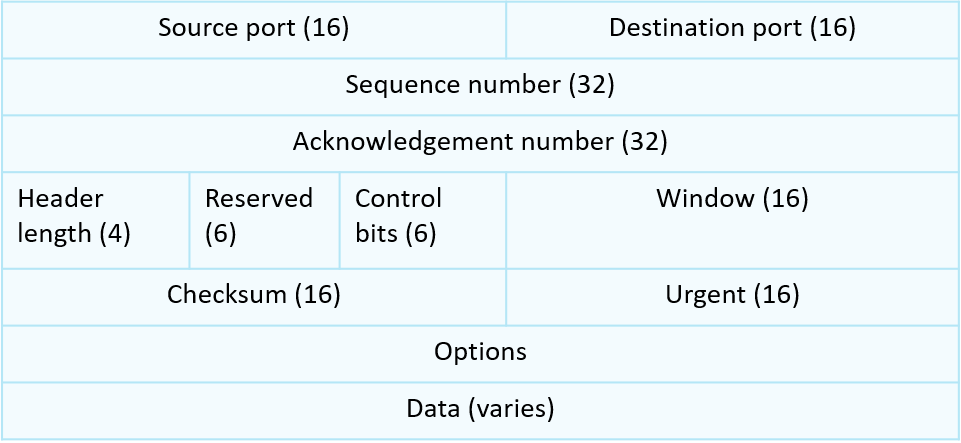 Source port (16)
Destination port (16)
Sequence number (32)
Acknowledgement number (32)
Header
length (4)
Reserved
(6)
Control
bits (6)
Window (16)
Checksum (16)
Urgent (16)
Options
Data (varies)